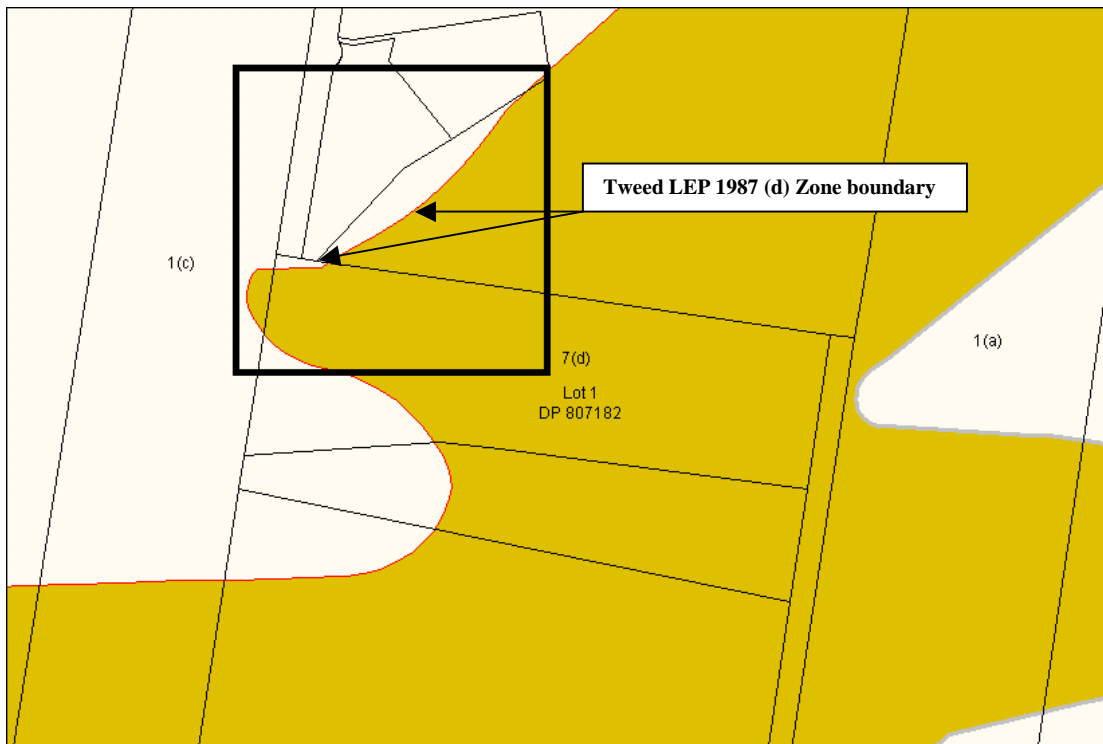 Tweed LEP 1987 (d) Zone boundary
1(c)
1(a)
7(d)
Lot 1
DP 807182